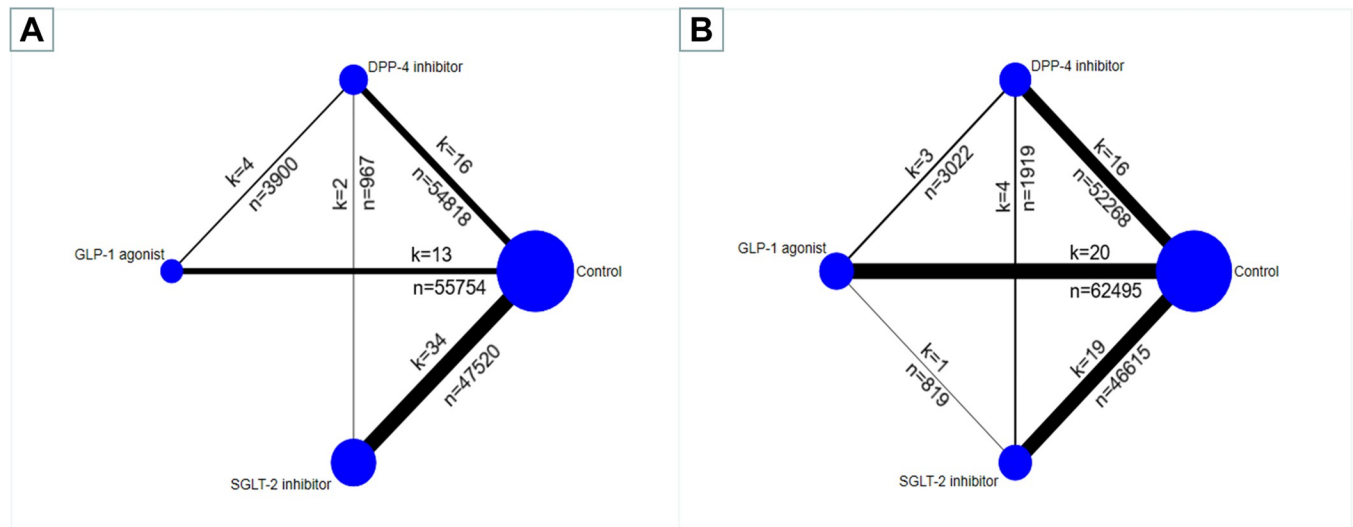 A
DPP-4 inhibitor
k=4
n=3900
k=2
n=967
k=16
n=54818
GLP-1 agonist
k=13
n=55754
Control
k=34
n=47520
SGLT-2 inhibitor
B
DPP-4 inhibitor
k=3
n=3022
k=4
n=1919
k=16
n=52268
GLP-1 agonist
k=20
n=62495
Control
k=1
n=819
k=19
n=46615
SGLT-2 inhibitor